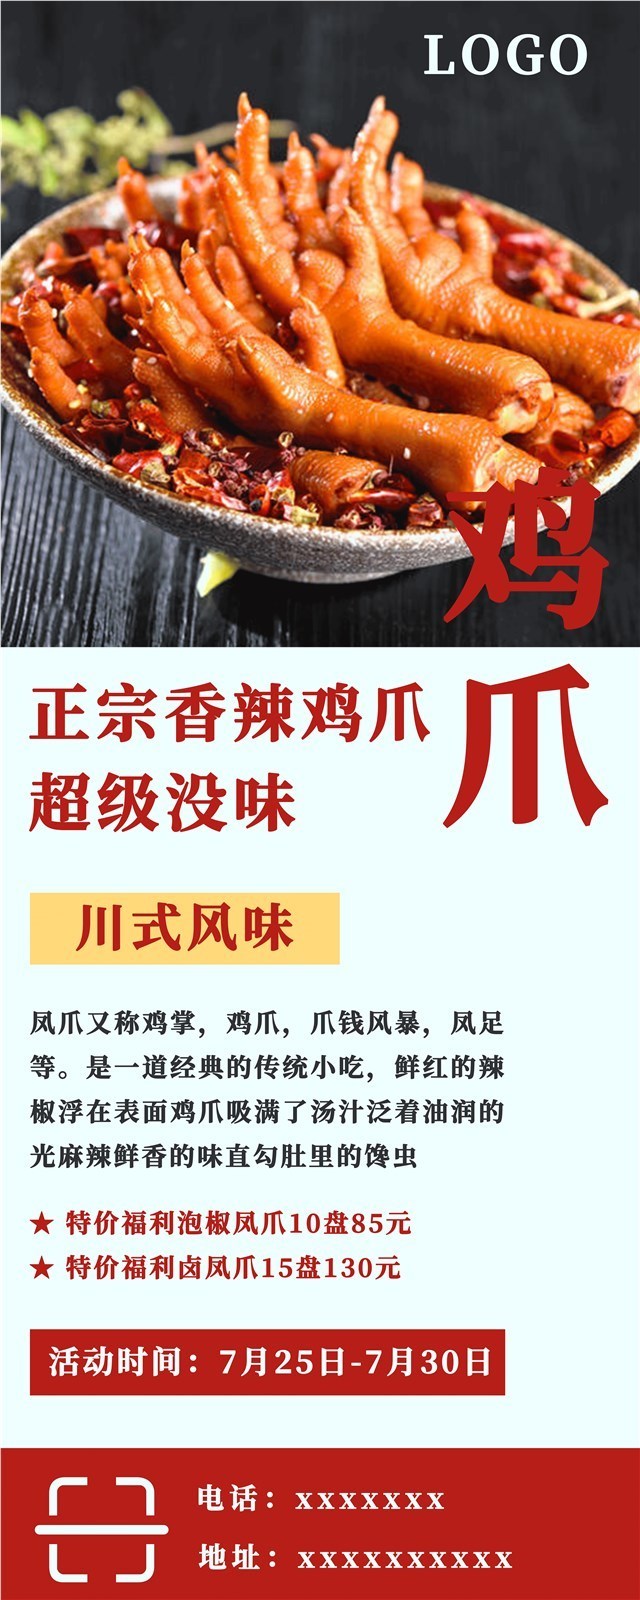 LOGO
鸡
爪
正宗香辣鸡爪
超级没味
川式风味
凤爪又称鸡掌，鸡爪，爪钱风暴，凤足
等。是一道经典的传统小吃，鲜红的辣
椒浮在表面鸡爪吸满了汤汁泛着油润的
光麻辣鲜香的味直勾肚里的馋虫
★ 特价福利泡椒凤爪10盘85元
★ 特价福利卤凤爪15盘130元
活动时间：7月25日-7月30日
电话：xxxxxxx
地址：xxxxxxxxxx